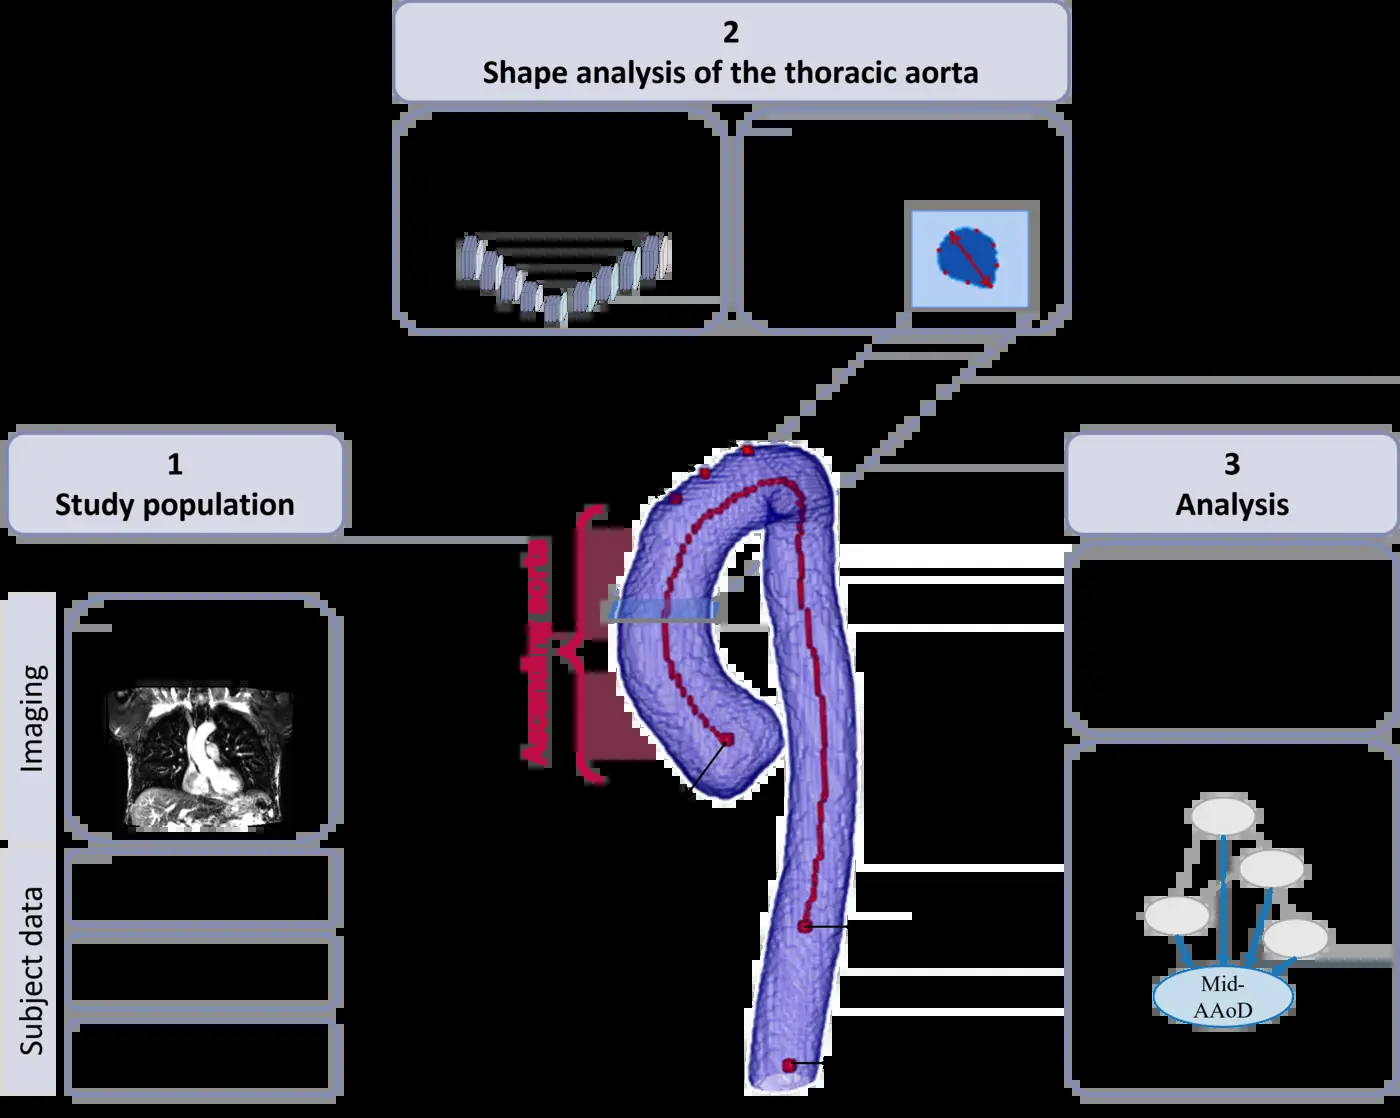 2
Shape analysis of the thoracic aorta
1
Study population
3
Analysis
Ascending aorta
Imaging
Subject data
Mid-
AAoD